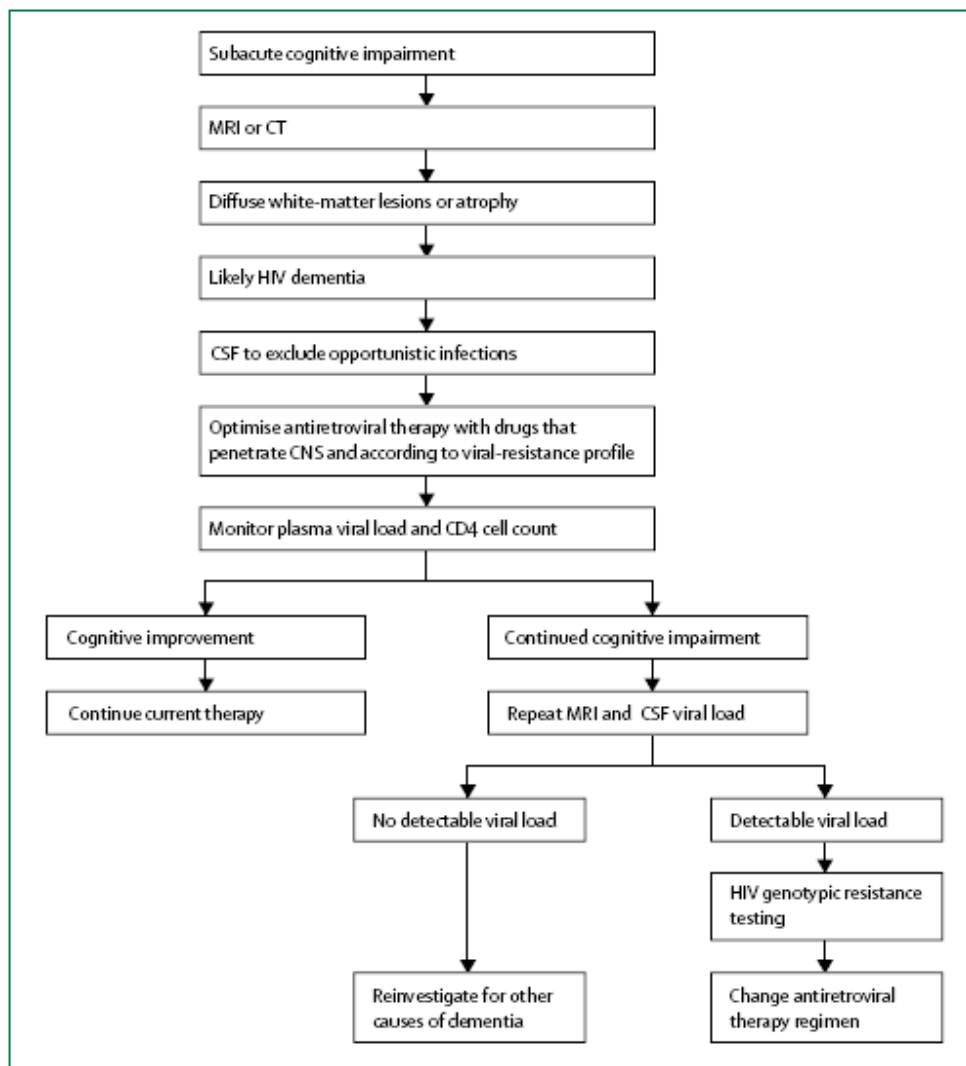 Subacute cognitive impairment
MRI or CT
Diffuse white-matter lesions or atrophy
Likely HIV dementia
CSF to exclude opportunistic infections
Optimise antiretroviral therapy with drugs that
penetrate CNS and according to viral-resistance profile
Monitor plasma viral load and CD4 cell count
Cognitive improvement
Continued cognitive impairment
Continue current therapy
Repeat MRI and CSF viral load
No detectable viral load
Detectable viral load
HIV genotypic resistance
testing
Reinvestigate for other
causes of dementia
Change antiretroviral
therapy regimen